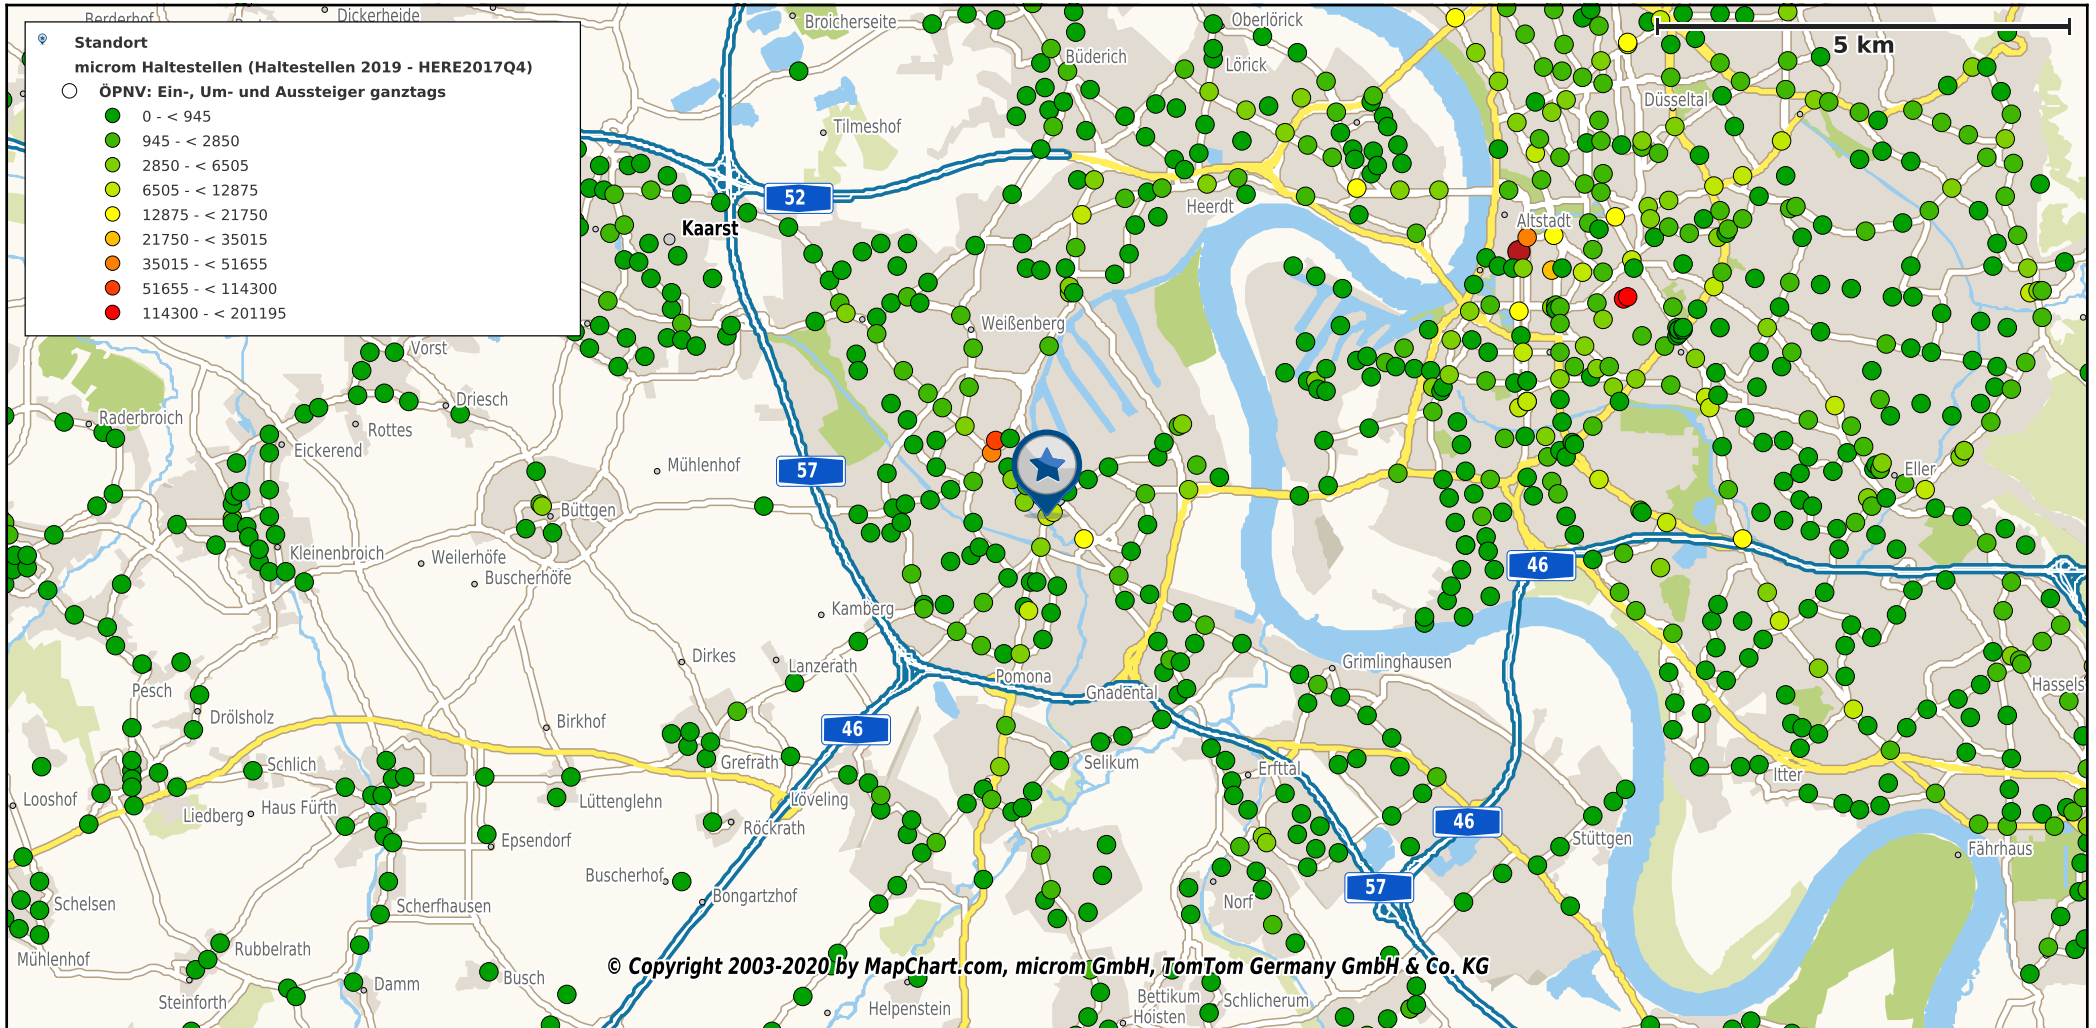 Berderhof
Dickerheide
Broicherseite
Oberlörick
5 km
Standort
microm Haltestellen (Haltestellen 2019 - HERE2017Q4)
ÖPNV: Ein-, Um- und Aussteiger ganztags
0 - < 945
945 - < 2850
2850 - < 6505
6505 - < 12875
12875 - < 21750
21750 - < 35015
35015 - < 51655
51655 - < 114300
114300 - < 201195
Büderich
Lörick
Düsseltal
Tilmeshof
52
Heerdt
Altstadt
Kaarst
Weißenberg
Vorst
Driesch
Raderbroich
Rottes
Eickerend
Mühlenhof
57
Eller
Büttgen
Kleinenbroich
Weilerhöfe
Buscherhöfe
46
Kamberg
Dirkes
Lanzerath
Grimlinghausen
Pomona
Gnadental
Hassels
Pesch
Drölsholz
Birkhof
46
Grefrath
Selikum
Erfttal
Itter
Schlich
Looshof
Liedberg
Haus Fürth
Lüttenglehn
Löveling
Röckrath
46
Stüttgen
Epsendorf
Fährhaus
Buscherhof
57
Bongartzhof
Norf
Schelsen
Scherfhausen
Rubbelrath
Mühlenhof
© Copyright 2003-2020 by MapChart.com, microm GmbH, TomTom Germany GmbH & Co. KG
Busch
Damm
Steinforth
Helpenstein
Bettikum
Schlicherum
Hoisten